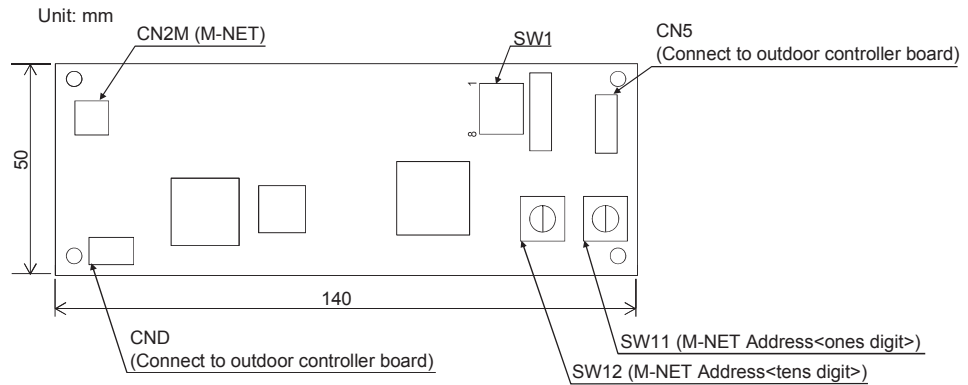 Unit: mm
CN2M (M-NET)
SW1
CN5
(Connect to outdoor controller board)
1
8
50
140
CND
(Connect to outdoor controller board)
SW11 (M-NET Address<ones digit>)
SW12 (M-NET Address<tens digit>)